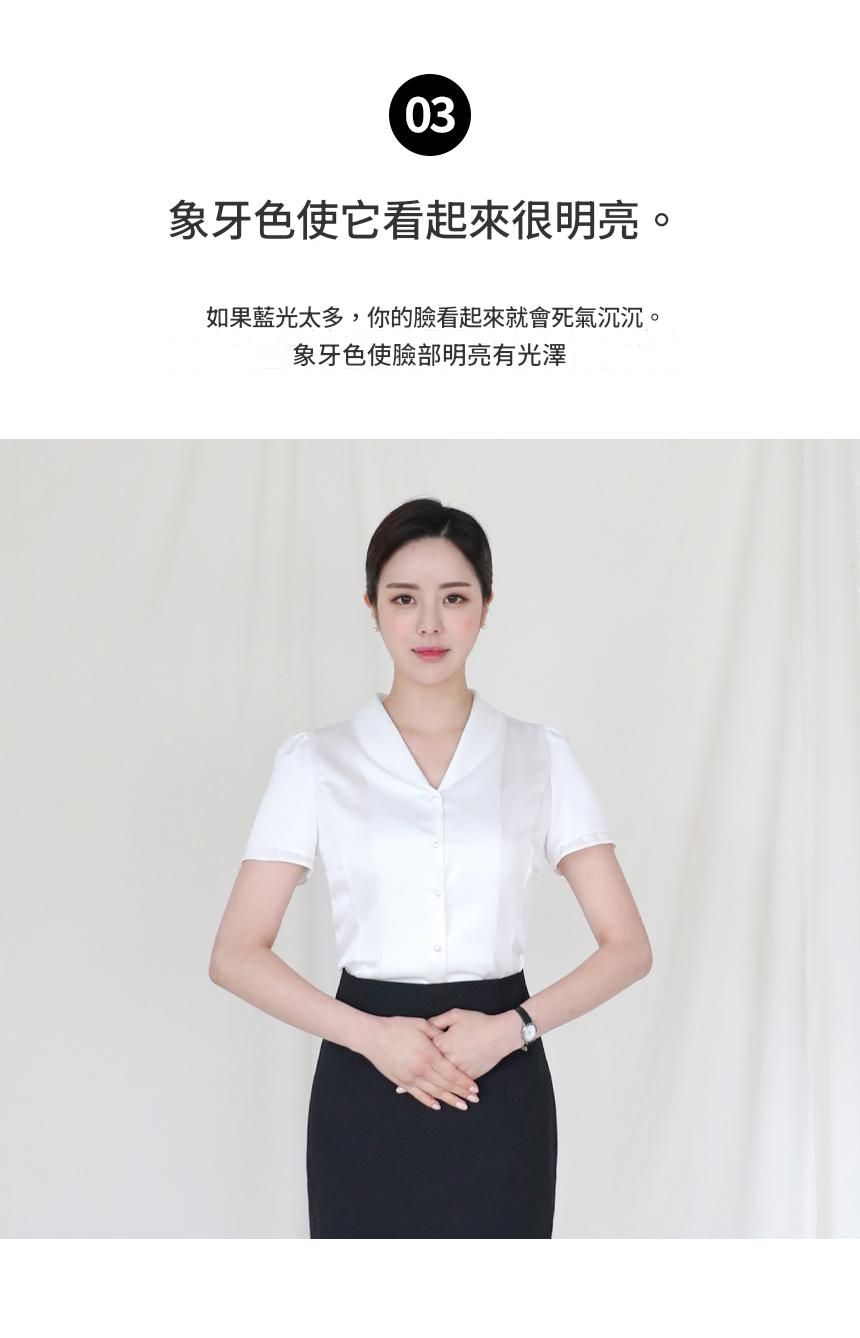 03
象牙色使它看起來很明亮。
如果藍光太多，你的臉看起來就會死氣沉沉。
象牙色使臉部明亮有光澤